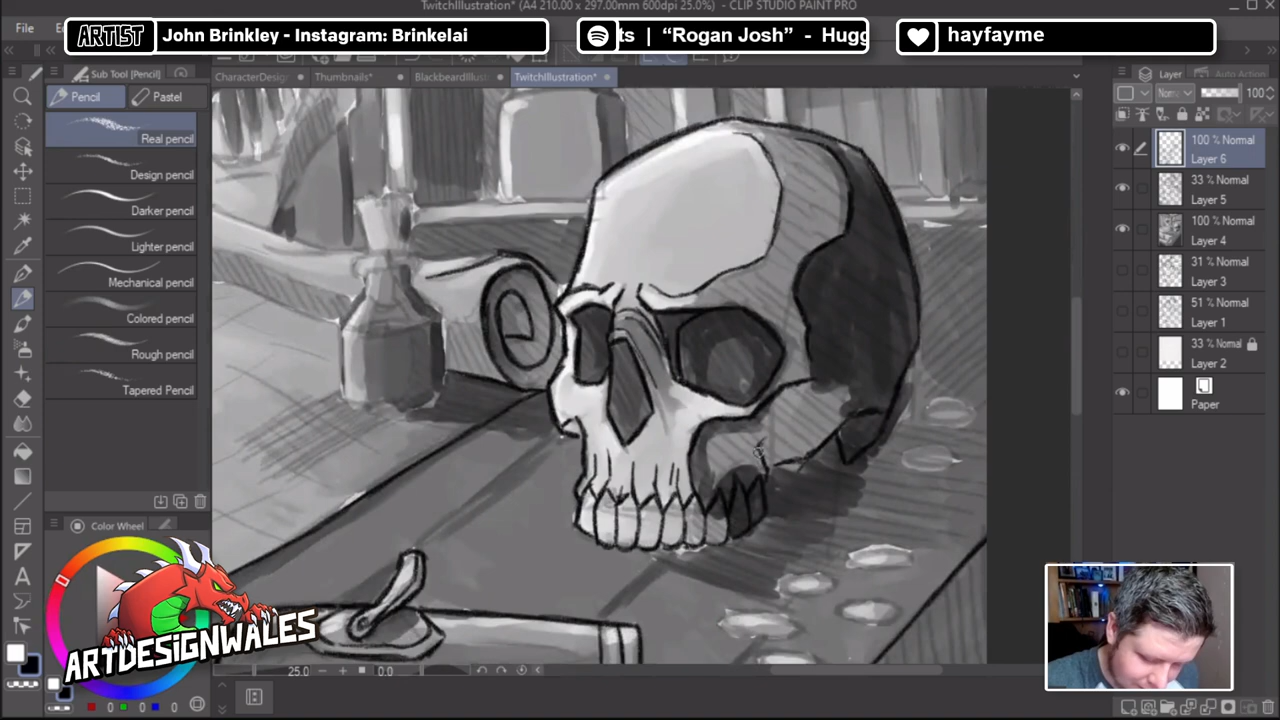 TwitchIllustration* (A4 210.00 x 297.00mm 600dpi 25.0%) - CLIP STUDIO PAINT PRO
File
ARTIST John Brinkley - Instagram: Brinkelai
ts | "Rogan Josh" - Hugg
hayfayme
Sub Tool [Pencil]
CharacterDesig
Thumbnails*
BlackbeardIllust
TwitchIllustration*
Layer
Auto Action
Pencil
Pastel
Norm
100
Real pencil
Design pencil
Darker pencil
Lighter pencil
Mechanical pencil
Colored pencil
Rough pencil
Tapered Pencil
100 % Normal
Layer 6
33 % Normal
Layer 5
100 % Normal
Layer 4
31 % Normal
Layer 3
51 % Normal
Layer 1
33 % Normal
Layer 2
Paper
Color Wheel
ARTDESIGNWALES
25.0
0.0
0 0 0